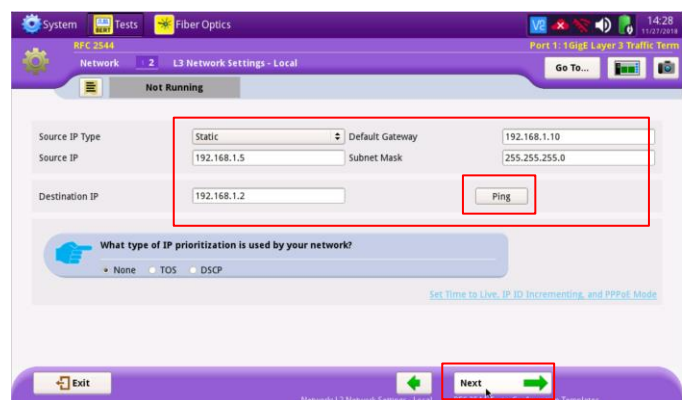 System Tests Fiber Optics V2 14:28
11/27/2018
RFC 2544 Port 1: 1GigE Layer 3 Traffic Term
Network 2 L3 Network Settings - Local Go To...
Not Running
Source IP Type Static Default Gateway 192.168.1.10
Source IP 192.168.1.5 Subnet Mask 255.255.255.0
Destination IP 192.168.1.2 Ping
What type of IP prioritization is used by your network?
None TOS DSCP
Set Time to Live, IP ID Incrementing, and PPPoE Mode
Exit Next